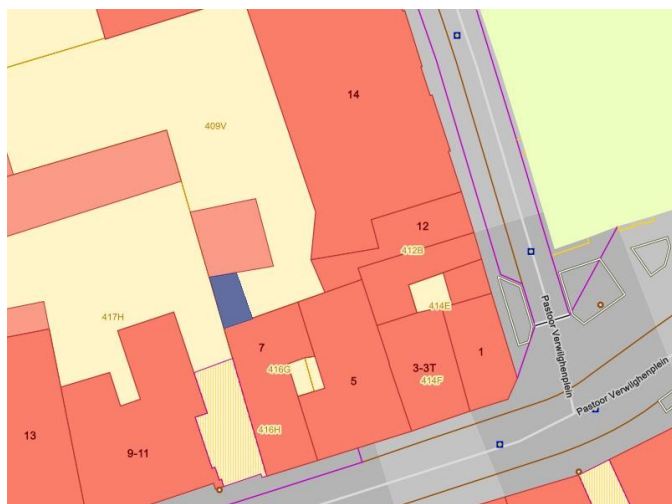 14
409V
12
412B
417H
414E
Pastoor Verwilghenplein
7
416G
5
3-3T
414F
1
Pastoor Verwilghenplein
416H
13
9-11